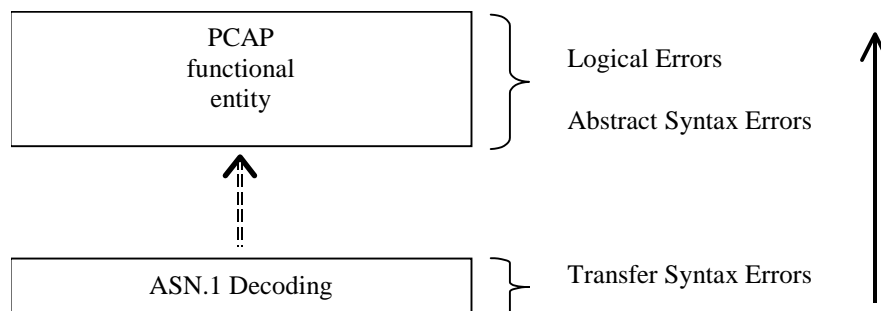 PCAP
functional
entity
Logical Errors
Abstract Syntax Errors
ASN.1 Decoding
Transfer Syntax Errors